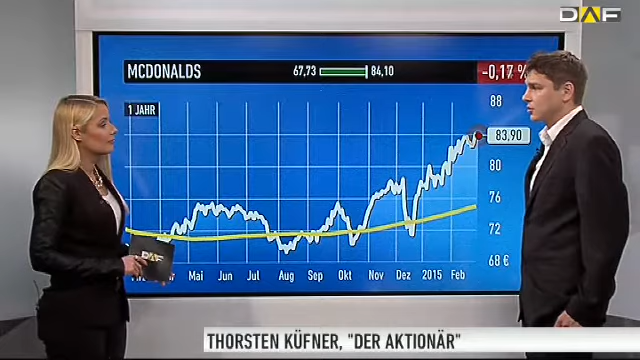 DAF
MCDONALDS
67,73 84,10
-0,17 %
1 JAHR
88
83,90
80
76
72
68 €
Mai Jun Jul Aug Sep Okt Nov Dez 2015 Feb
DAF
THORSTEN KÜFNER, "DER AKTIONÄR"